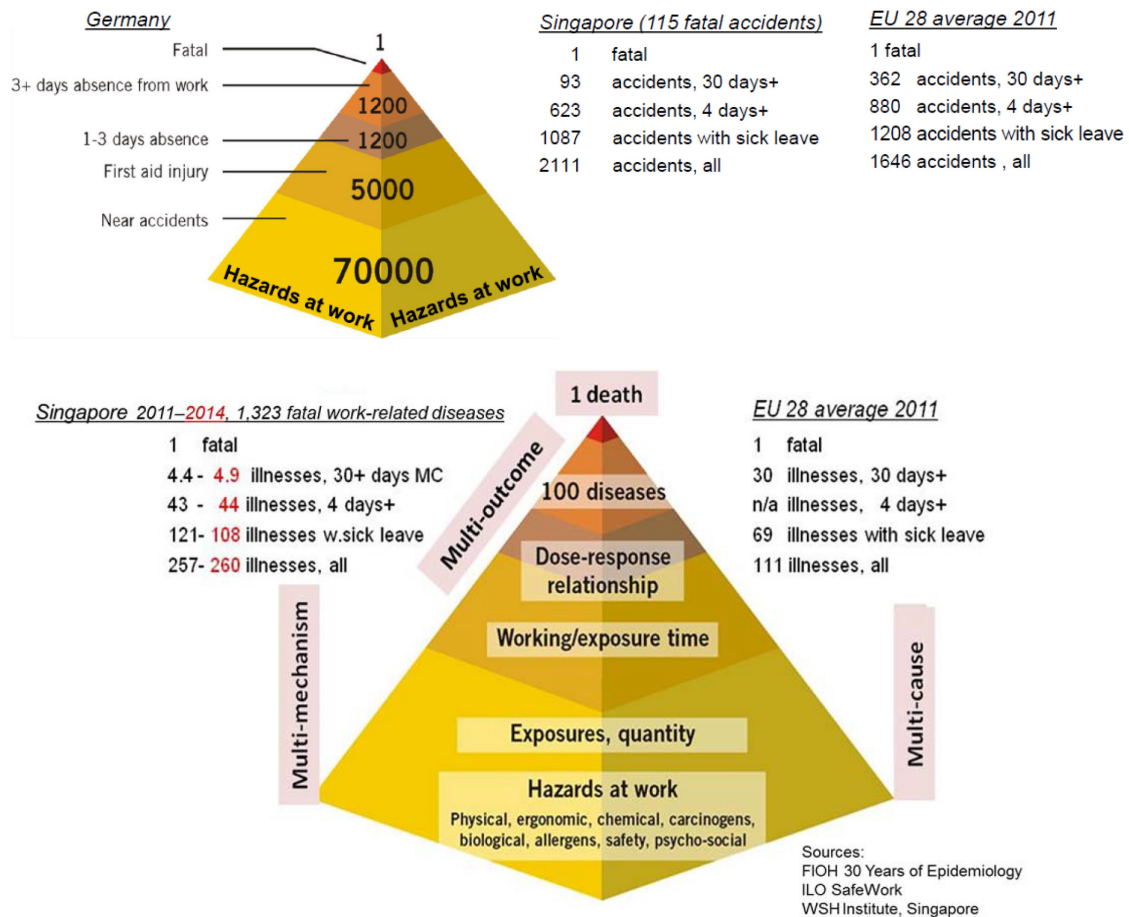 Germany
Fatal
3+ days absence from work
1-3 days absence
First aid injury
Near accidents
1
1200
1200
5000
70000
Hazards at work
Hazards at work
Singapore (115 fatal accidents)
1 fatal
93 accidents, 30 days+
623 accidents, 4 days+
1087 accidents with sick leave
2111 accidents, all
EU 28 average 2011
1 fatal
362 accidents, 30 days+
880 accidents, 4 days+
1208 accidents with sick leave
1646 accidents , all
Singapore 2011–2014, 1,323 fatal work-related diseases
1 fatal
4.4 - 4.9 illnesses, 30+ days MC
43 - 44 illnesses, 4 days+
121- 108 illnesses w.sick leave
257- 260 illnesses, all
Multi-mechanism
Multi-outcome
1 death
100 diseases
Dose-response
relationship
Working/exposure time
Exposures, quantity
Hazards at work
Physical, ergonomic, chemical, carcinogens,
biological, allergens, safety, psycho-social
EU 28 average 2011
1 fatal
30 illnesses, 30 days+
n/a illnesses, 4 days+
69 illnesses with sick leave
111 illnesses, all
Multi-cause
Sources:
FIOH 30 Years of Epidemiology
ILO SafeWork
WSH Institute, Singapore